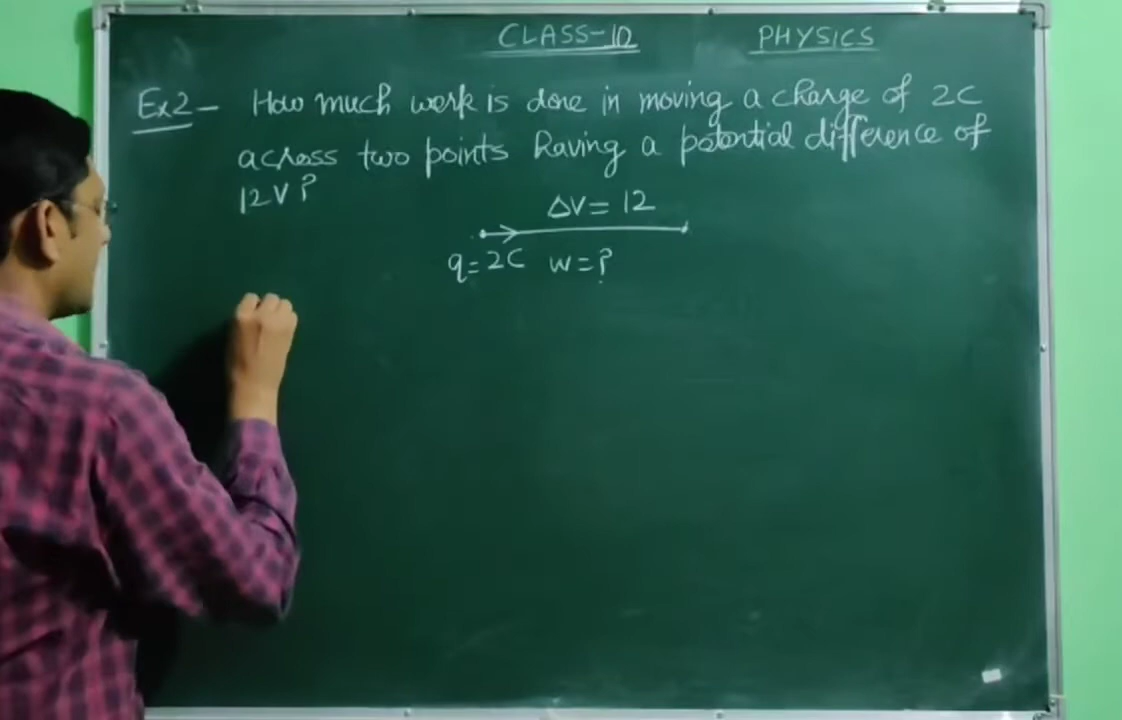 CLASS-10 PHYSICS
Ex2- How much work is done in moving a charge of 2C
across two points having a potential difference of
12V?
ΔV= 12
q=2C w=?